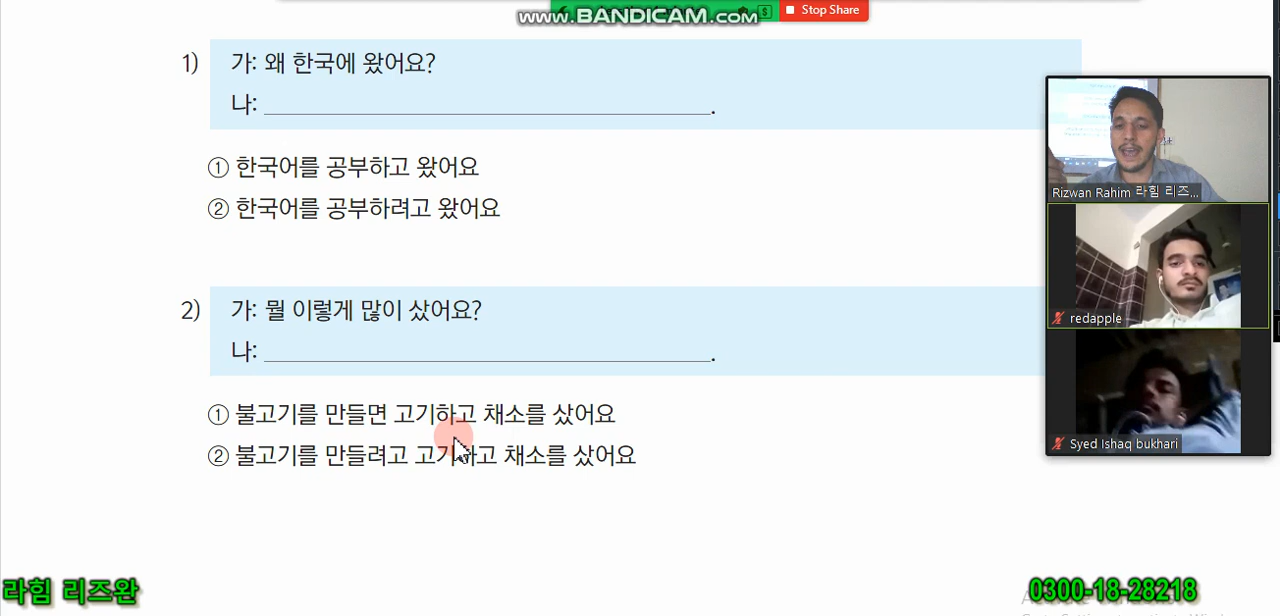 www.BANDICAM.com
Stop Share
1) 가: 왜 한국에 왔어요?
나: .
① 한국어를 공부하고 왔어요
② 한국어를 공부하려고 왔어요
2) 가: 뭘 이렇게 많이 샀어요?
나: .
① 불고기를 만들면 고기하고 채소를 샀어요
② 불고기를 만들려고 고기하고 채소를 샀어요
Rizwan Rahim 라힘 리즈...
redapple
Syed Ishaq bukhari
라힘 리즈완
0300-18-28218